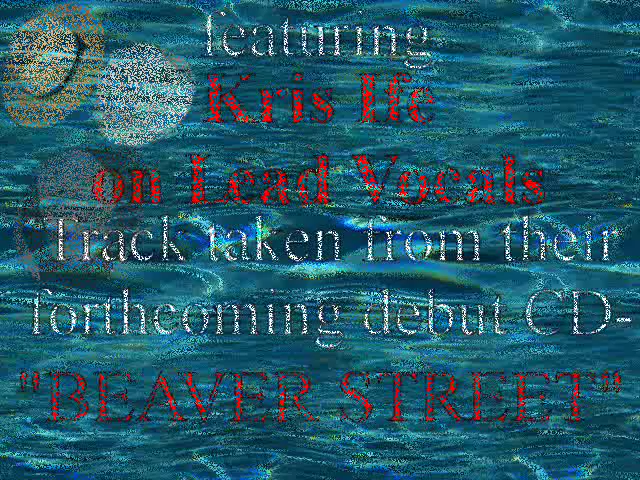 featuring
Kris Ife
on Lead Vocals
Track taken from their
forthcoming debut CD-
"BEAVER STREET"